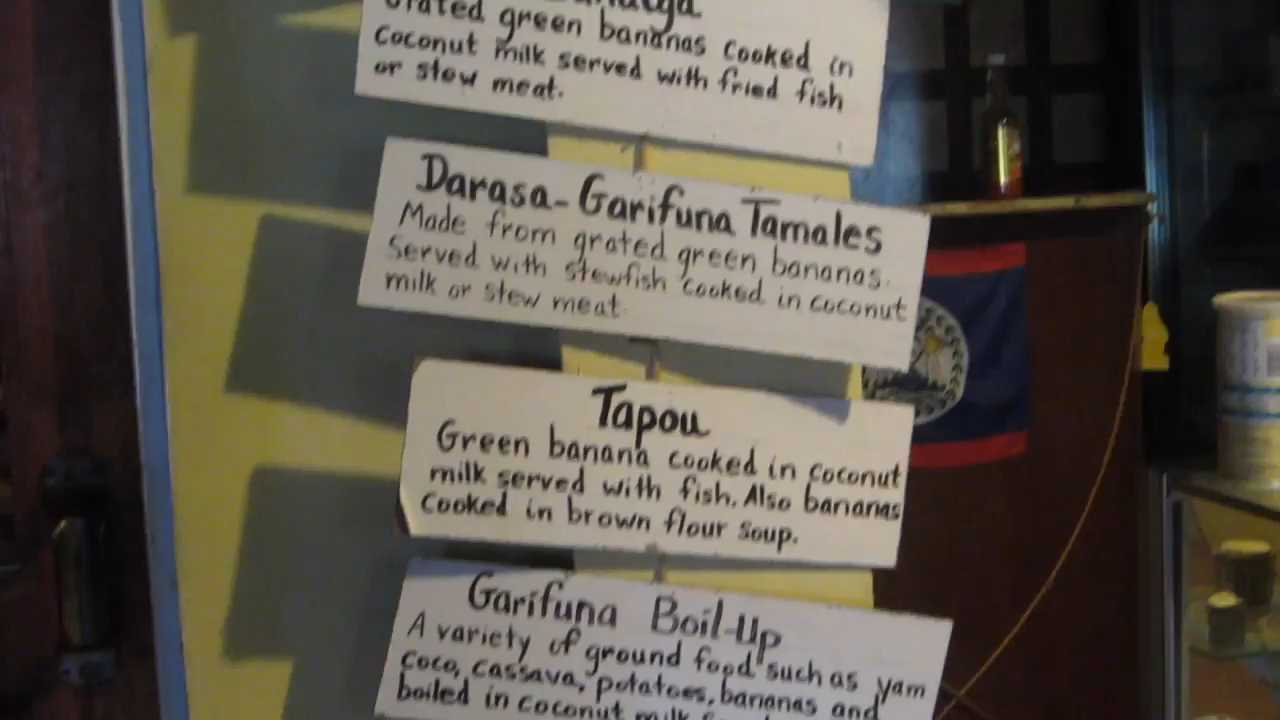 Grated green bananas cooked in
coconut milk served with fried fish
or stew meat.
Darasa-Garifuna Tamales
Made from grated green bananas.
Served with stewfish cooked in coconut
milk or stew meat.
Tapou
Green banana cooked in coconut
milk served with fish. Also bananas
cooked in brown flour soup.
Garifuna Boil-Up
A variety of ground food such as yam
coco, cassava, potatoes, bananas and
boiled in coconut milk